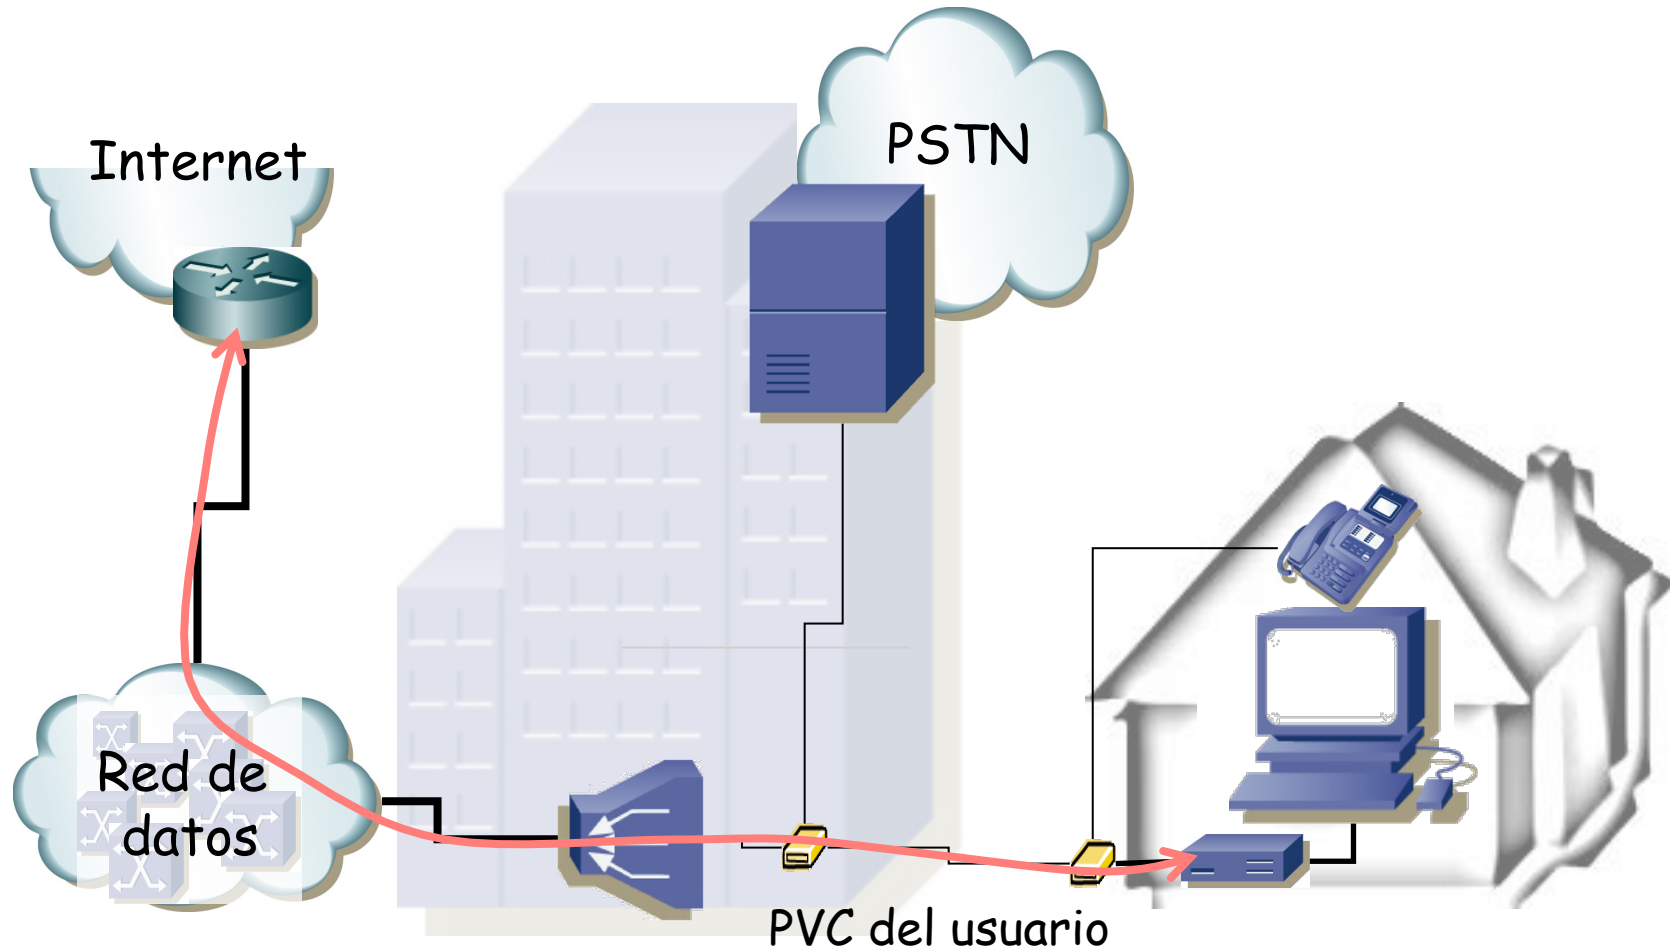 Internet
PSTN
Red de
datos
PVC del usuario